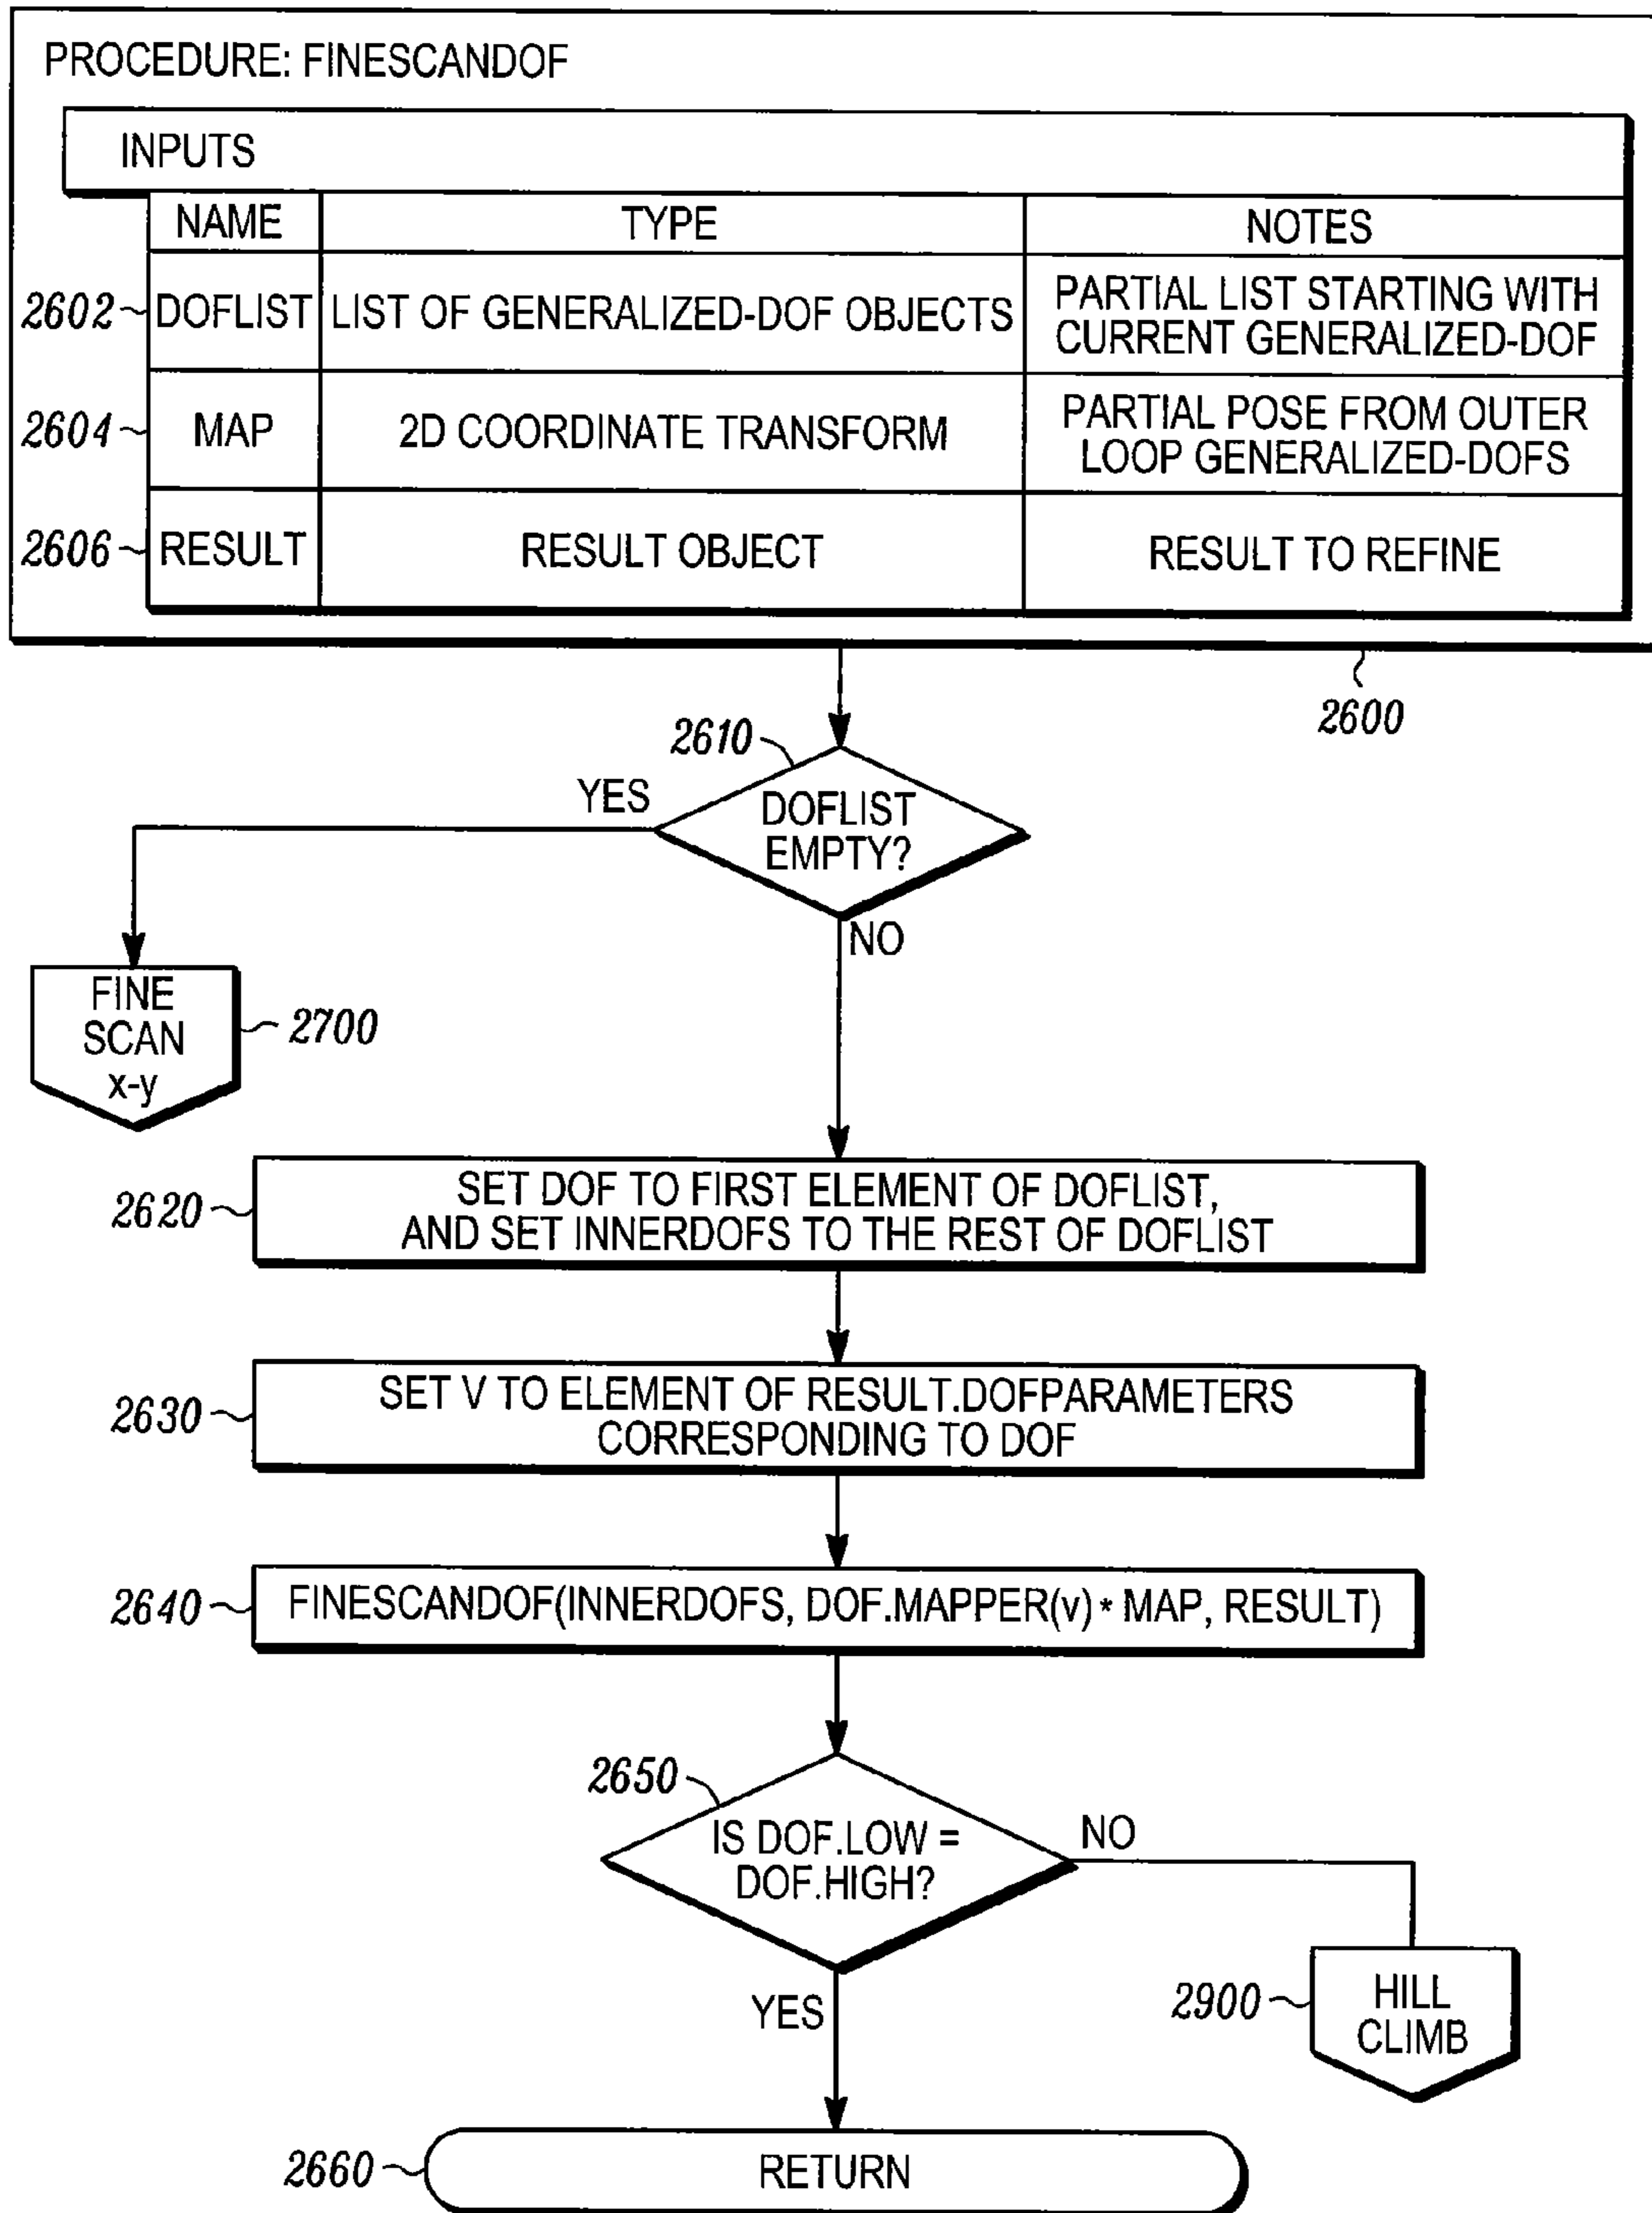 PROCEDURE: FINESCANDOF
INPUTS
NAME TYPE NOTES
2602 DOFLIST LIST OF GENERALIZED-DOF OBJECTS PARTIAL LIST STARTING WITH
CURRENT GENERALIZED-DOF
2604 MAP 2D COORDINATE TRANSFORM PARTIAL POSE FROM OUTER
LOOP GENERALIZED-DOFS
2606 RESULT RESULT OBJECT RESULT TO REFINE
2600
2610
YES
DOFLIST
EMPTY?
NO
FINE
SCAN
x-y
2700
2620
SET DOF TO FIRST ELEMENT OF DOFLIST,
AND SET INNERDOFS TO THE REST OF DOFLIST
2630
SET V TO ELEMENT OF RESULT.DOFPARAMETERS
CORRESPONDING TO DOF
2640
FINESCANDOF(INNERDOFS, DOF.MAPPER(v) * MAP, RESULT)
2650
IS DOF.LOW =
DOF.HIGH?
NO
YES
2900
HILL
CLIMB
2660
RETURN